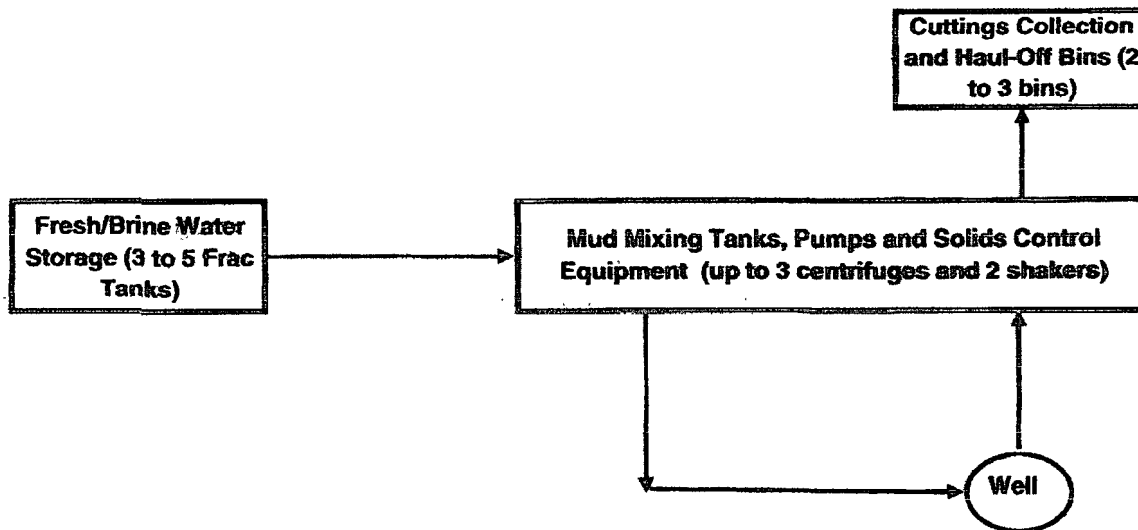 Cuttings Collection
and Haul-Off Bins (2
to 3 bins)
Fresh/Brine Water
Storage (3 to 5 Frac
Tanks)
Mud Mixing Tanks, Pumps and Solids Control
Equipment (up to 3 centrifuges and 2 shakers)
Well